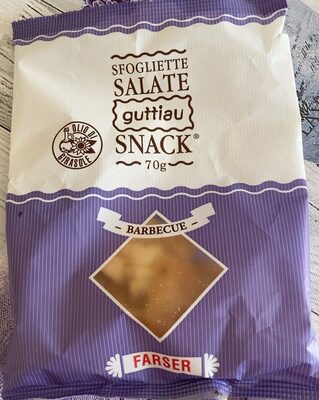 SFOGLIETTE
SALATE
guttiau
SNACK®
70g
OLIO DI
GIRASOLE
- BARBECUE -
FARSER